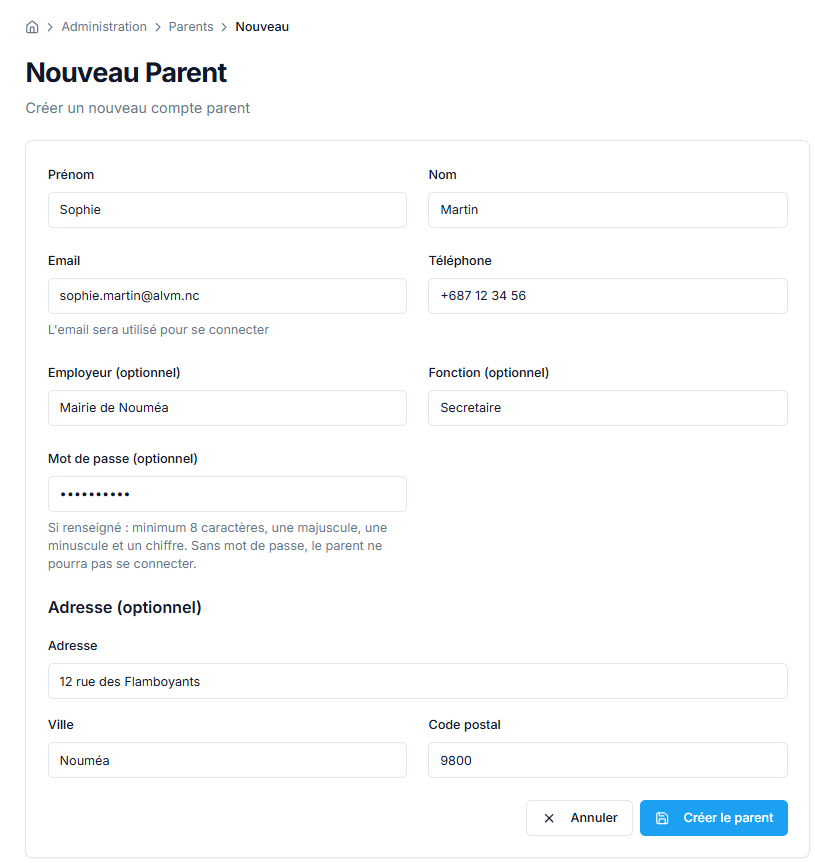 Administration > Parents > Nouveau
Nouveau Parent
Créer un nouveau compte parent
Prénom Nom
Sophie Martin
Email Téléphone
sophie.martin@alvm.nc +687 12 34 56
L'email sera utilisé pour se connecter
Employeur (optionnel) Fonction (optionnel)
Mairie de Nouméa Secretaire
Mot de passe (optionnel)
••••••••••
Si renseigné : minimum 8 caractères, une majuscule, une
minuscule et un chiffre. Sans mot de passe, le parent ne
pourra pas se connecter.
Adresse (optionnel)
Adresse
12 rue des Flamboyants
Ville Code postal
Nouméa 9800
Annuler Créer le parent